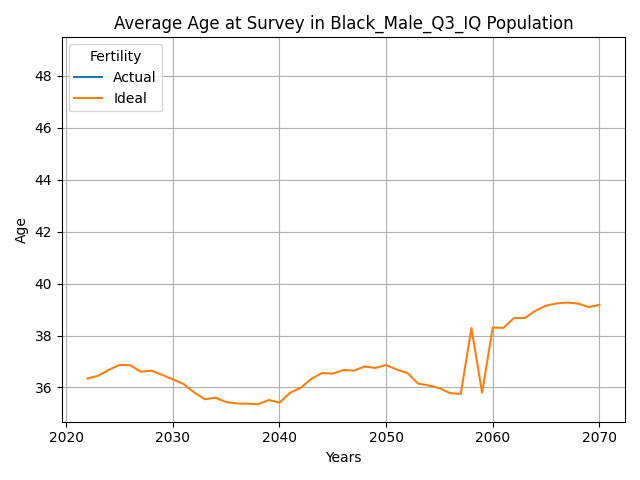 Average Age at Survey in Black_Male_Q3_IQ Population
Fertility
Actual
Ideal
48
46
44
42
40
38
36
Age
2020 2030 2040 2050 2060 2070
Years